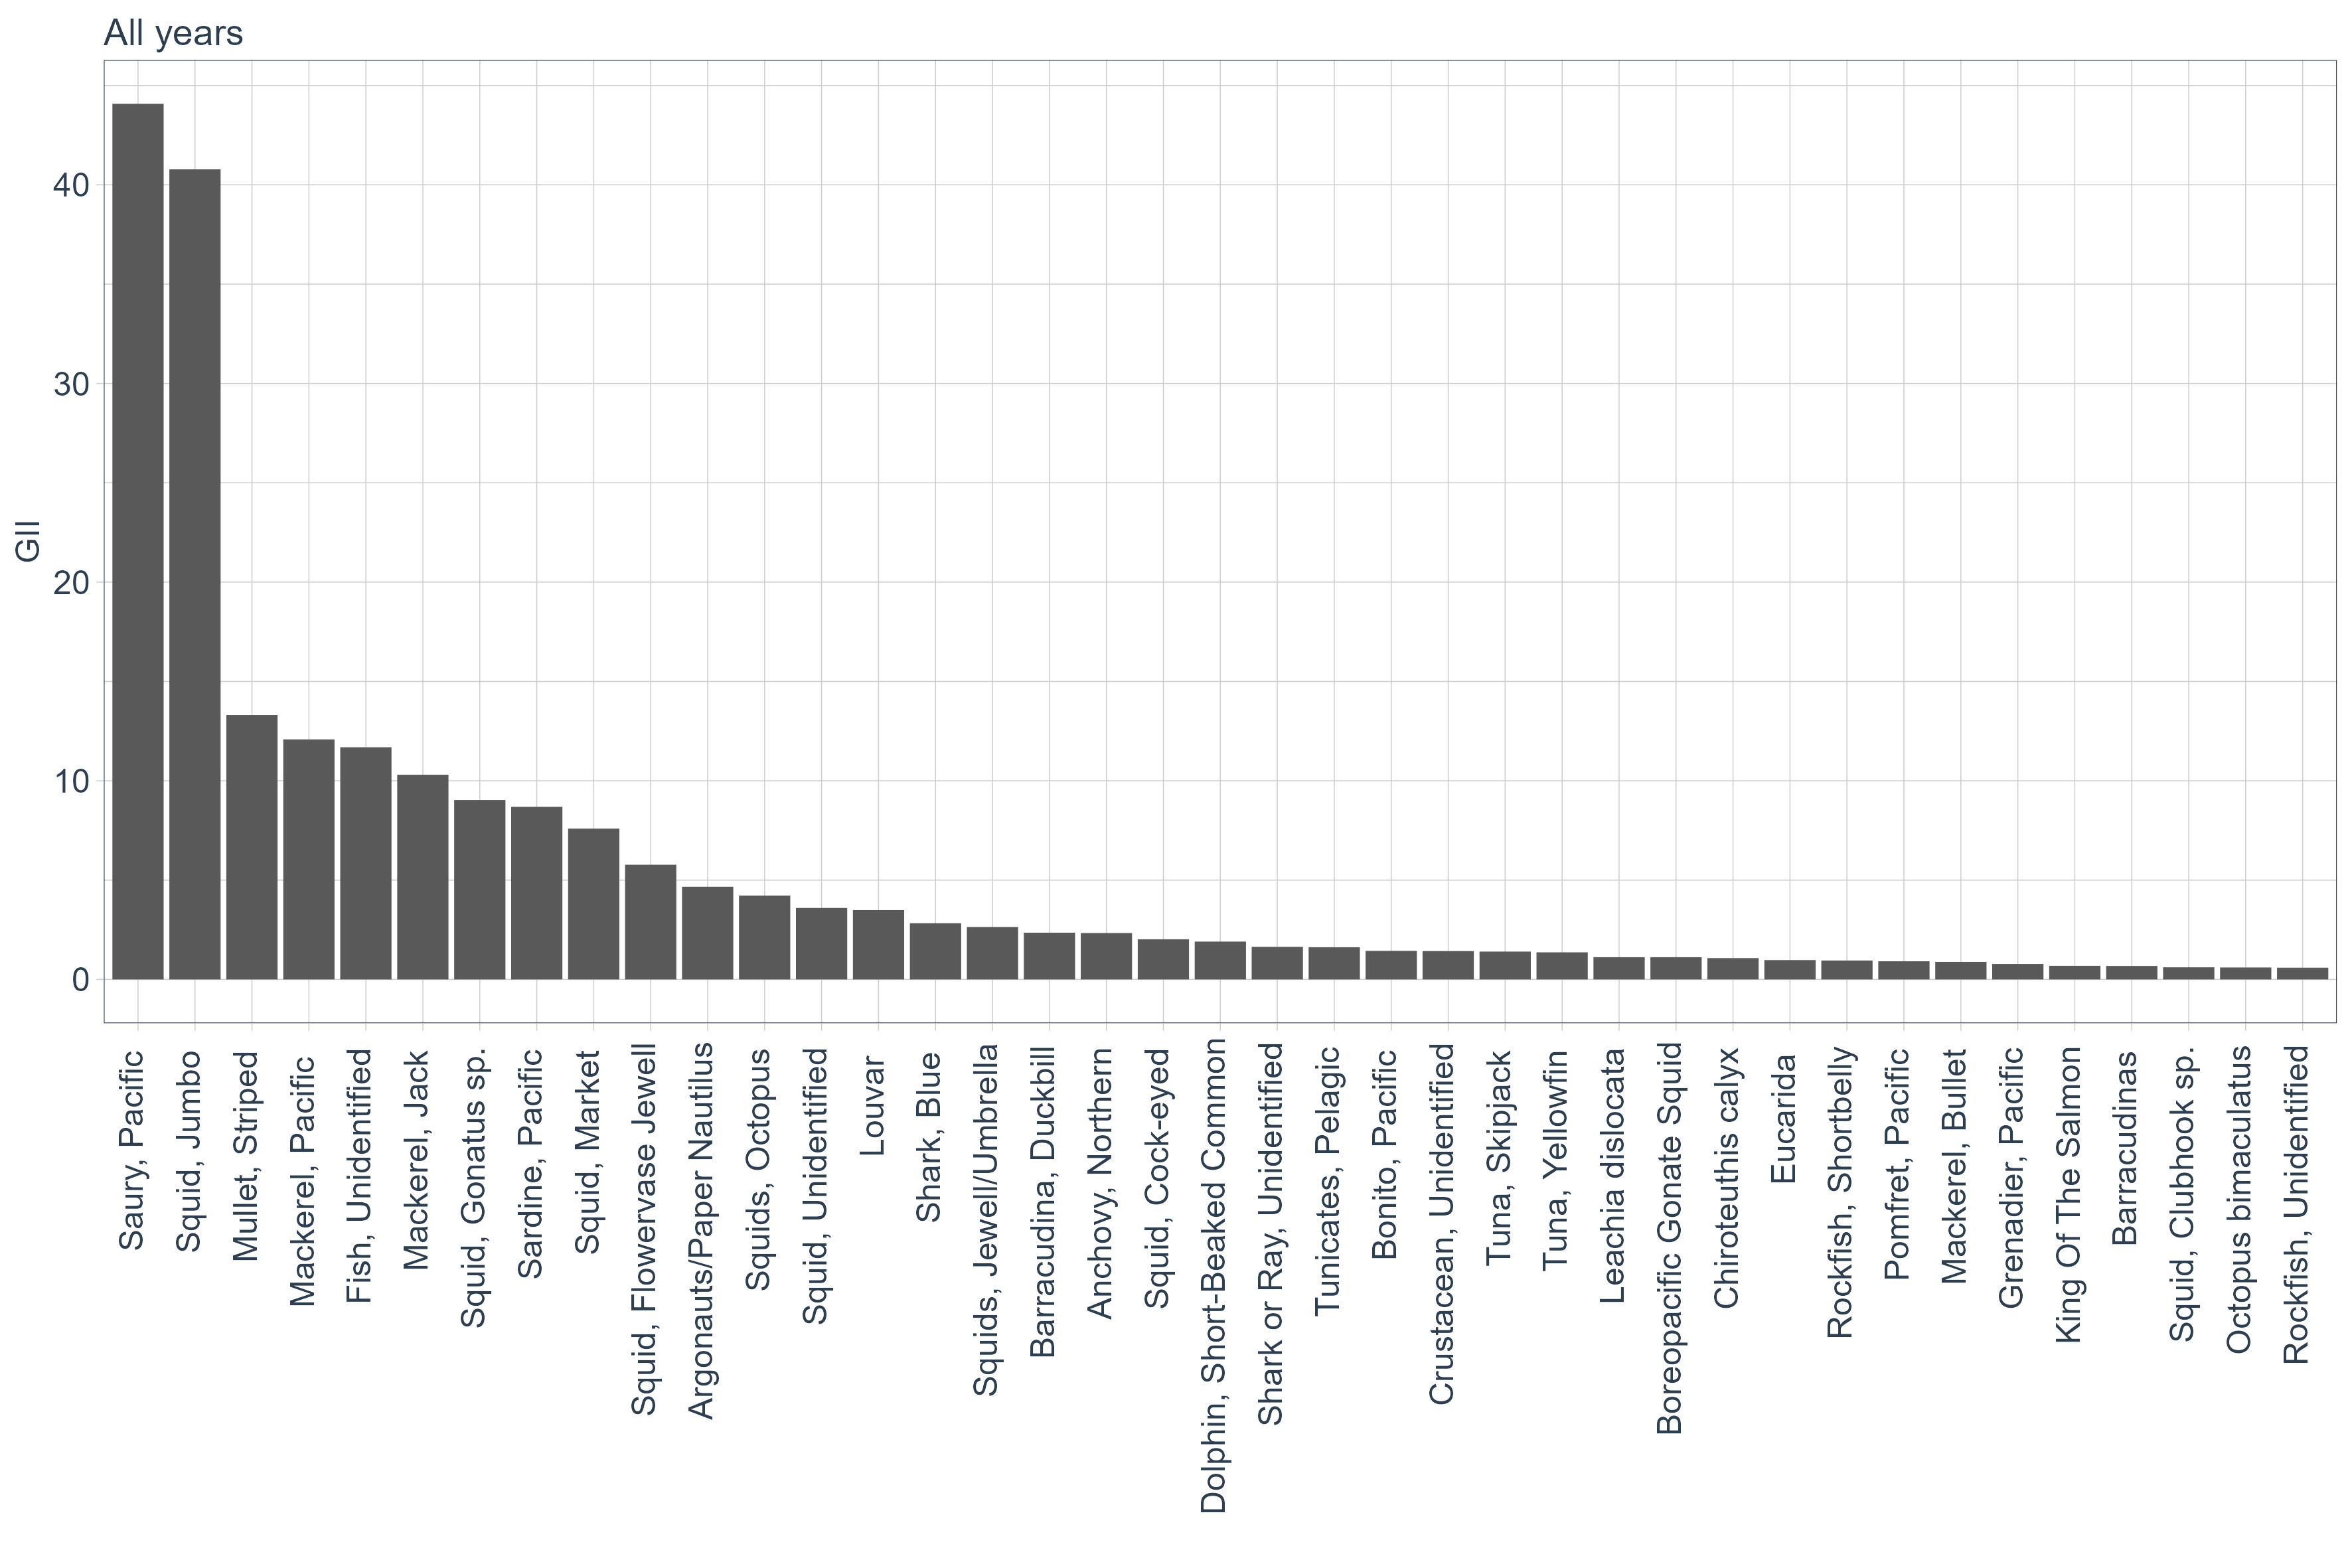 All years
GII
40
30
20
10
0
Saury, Pacific
Squid, Jumbo
Mullet, Striped
Mackerel, Pacific
Fish, Unidentified
Mackerel, Jack
Squid, Gonatus sp.
Sardine, Pacific
Squid, Market
Squid, Flowervase Jewell
Argonauts/Paper Nautilus
Squids, Octopus
Squid, Unidentified
Louvar
Shark, Blue
Squids, Jewell/Umbrella
Barracudina, Duckbill
Anchovy, Northern
Squid, Cock-eyed
Dolphin, Short-Beaked Common
Shark or Ray, Unidentified
Tunicates, Pelagic
Bonito, Pacific
Crustacean, Unidentified
Tuna, Skipjack
Tuna, Yellowfin
Leachia dislocata
Boreopacific Gonate Squid
Chiroteuthis calyx
Eucarida
Rockfish, Shortbelly
Pomfret, Pacific
Mackerel, Bullet
Grenadier, Pacific
King Of The Salmon
Barracudinas
Squid, Clubhook sp.
Octopus bimaculatus
Rockfish, Unidentified